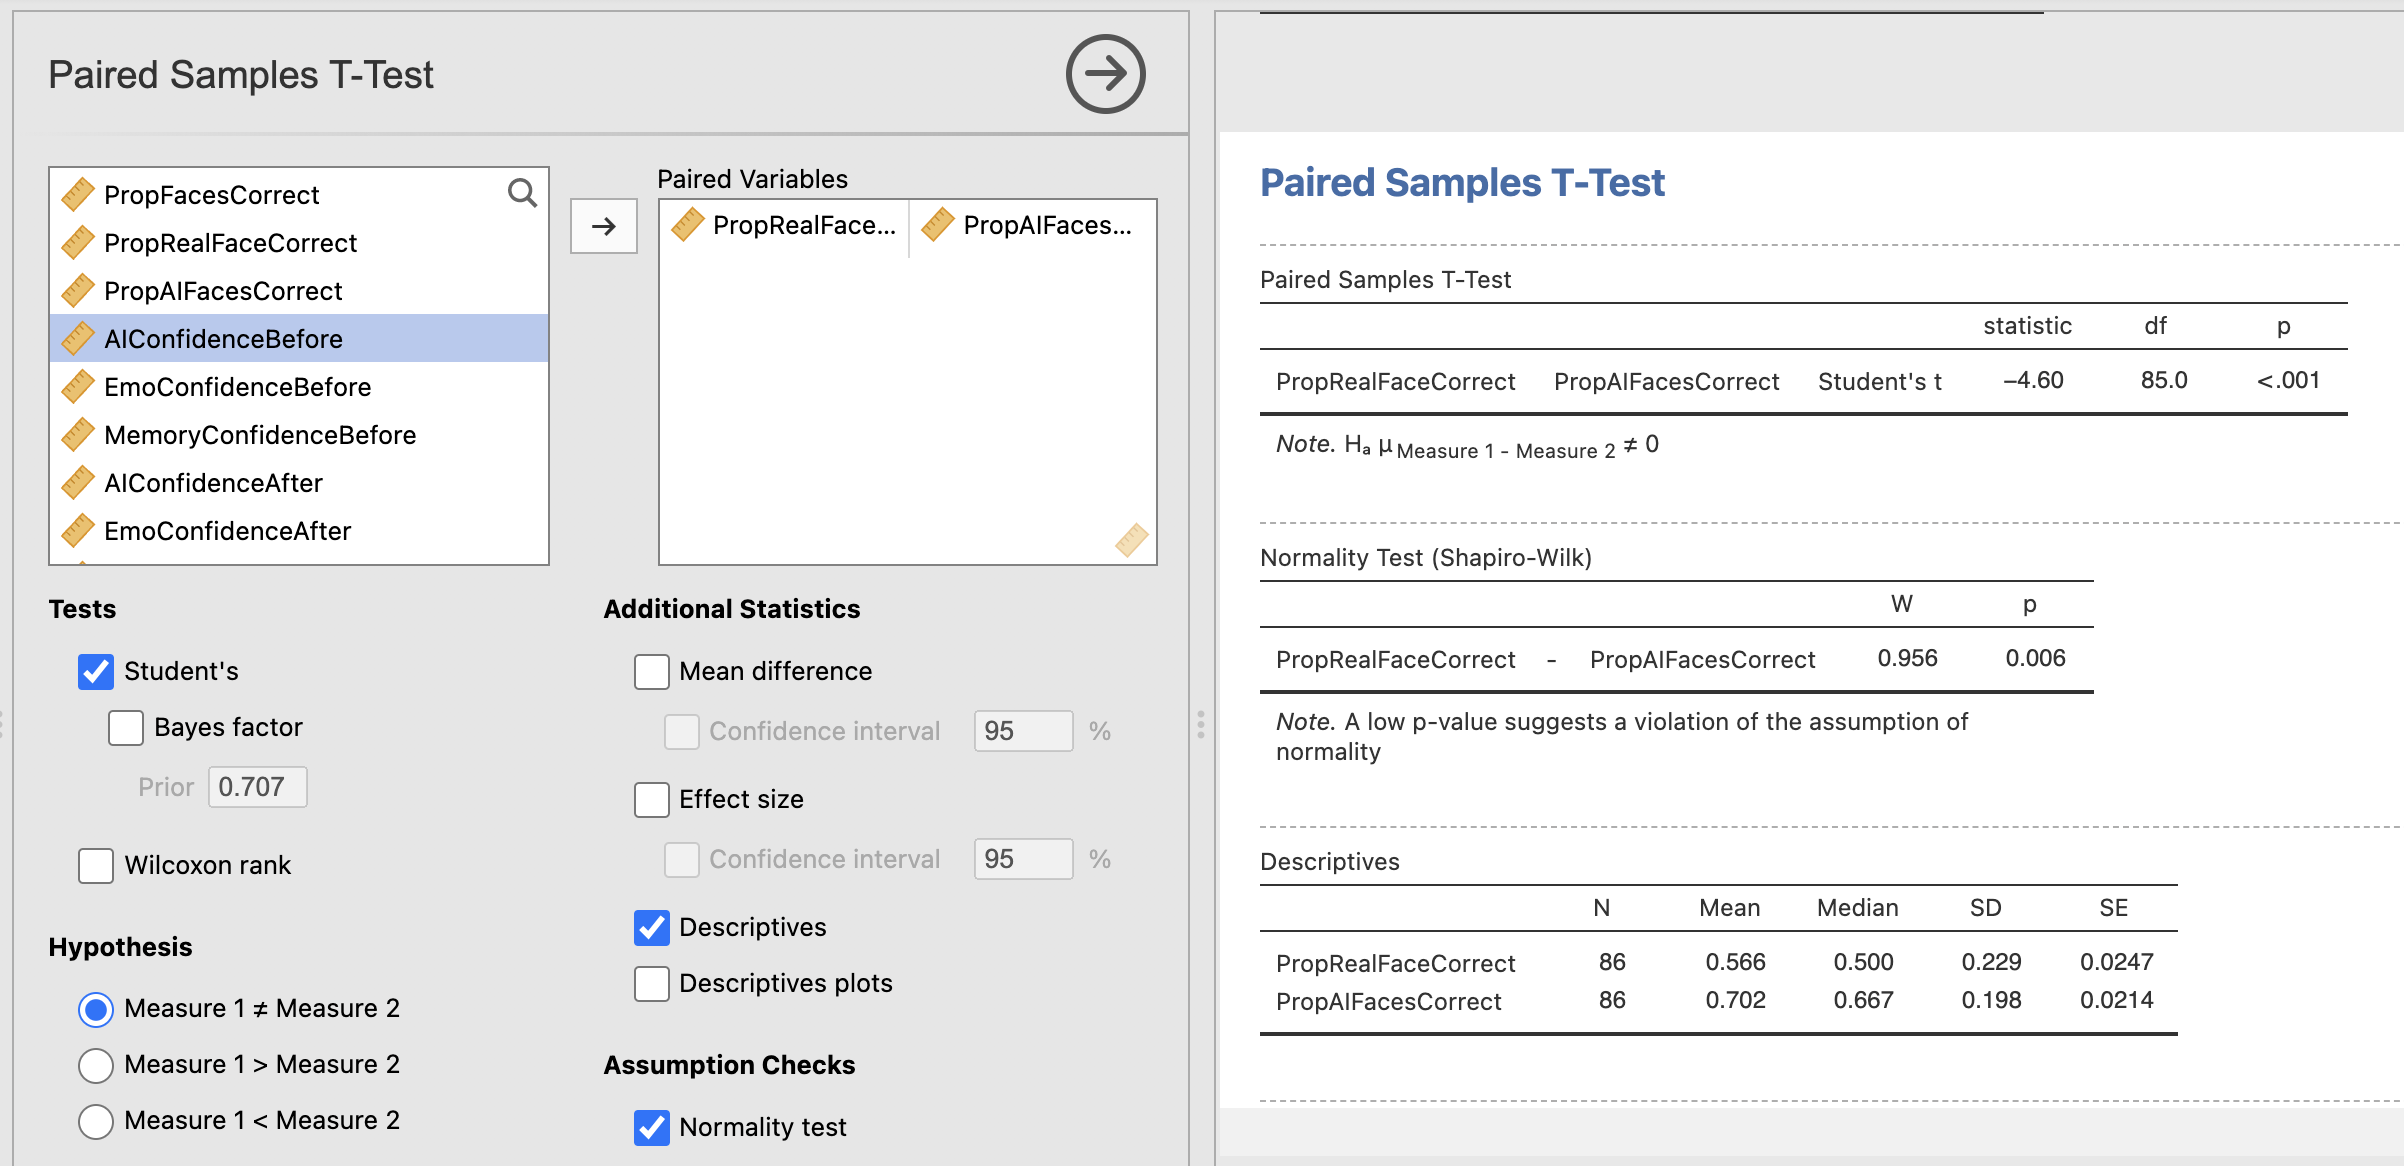 Paired Samples T-Test
PropFacesCorrect
PropRealFaceCorrect
PropAIFacesCorrect
AIConfidenceBefore
EmoConfidenceBefore
MemoryConfidenceBefore
AIConfidenceAfter
EmoConfidenceAfter
Paired Variables
PropRealFace... PropAIFaces...
Tests
Student's
Bayes factor
Prior 0.707
Wilcoxon rank
Hypothesis
Measure 1 ≠ Measure 2
Measure 1 > Measure 2
Measure 1 < Measure 2
Additional Statistics
Mean difference
Confidence interval 95 %
Effect size
Confidence interval 95 %
Descriptives
Descriptives plots
Assumption Checks
Normality test
Paired Samples T-Test
Paired Samples T-Test
statistic df p
PropRealFaceCorrect PropAIFacesCorrect Student's t −4.60 85.0 <.001
Note. Hₐ μ Measure 1 - Measure 2 ≠ 0
Normality Test (Shapiro-Wilk)
W p
PropRealFaceCorrect - PropAIFacesCorrect 0.956 0.006
Note. A low p-value suggests a violation of the assumption of
normality
Descriptives
N Mean Median SD SE
PropRealFaceCorrect 86 0.566 0.500 0.229 0.0247
PropAIFacesCorrect 86 0.702 0.667 0.198 0.0214